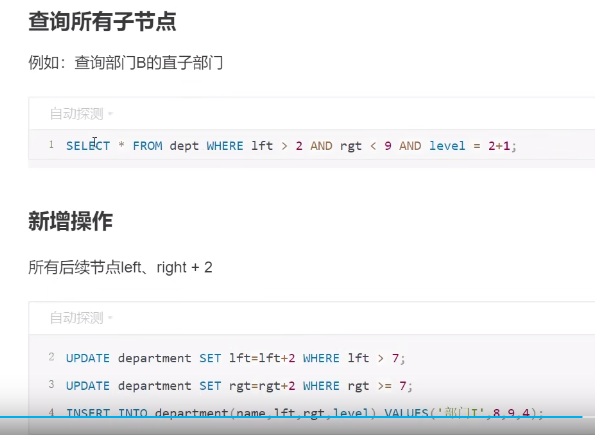 查询所有子节点
例如：查询部门B的直子部门
自动探测
1 SELECT * FROM dept WHERE lft > 2 AND rgt < 9 AND level = 2+1;
新增操作
所有后续节点left、right + 2
自动探测
2 UPDATE department SET lft=lft+2 WHERE lft > 7;
3 UPDATE department SET rgt=rgt+2 WHERE rgt >= 7;
4 INSERT INTO department(name,lft,rgt,level) VALUES('部门I',8,9,4);